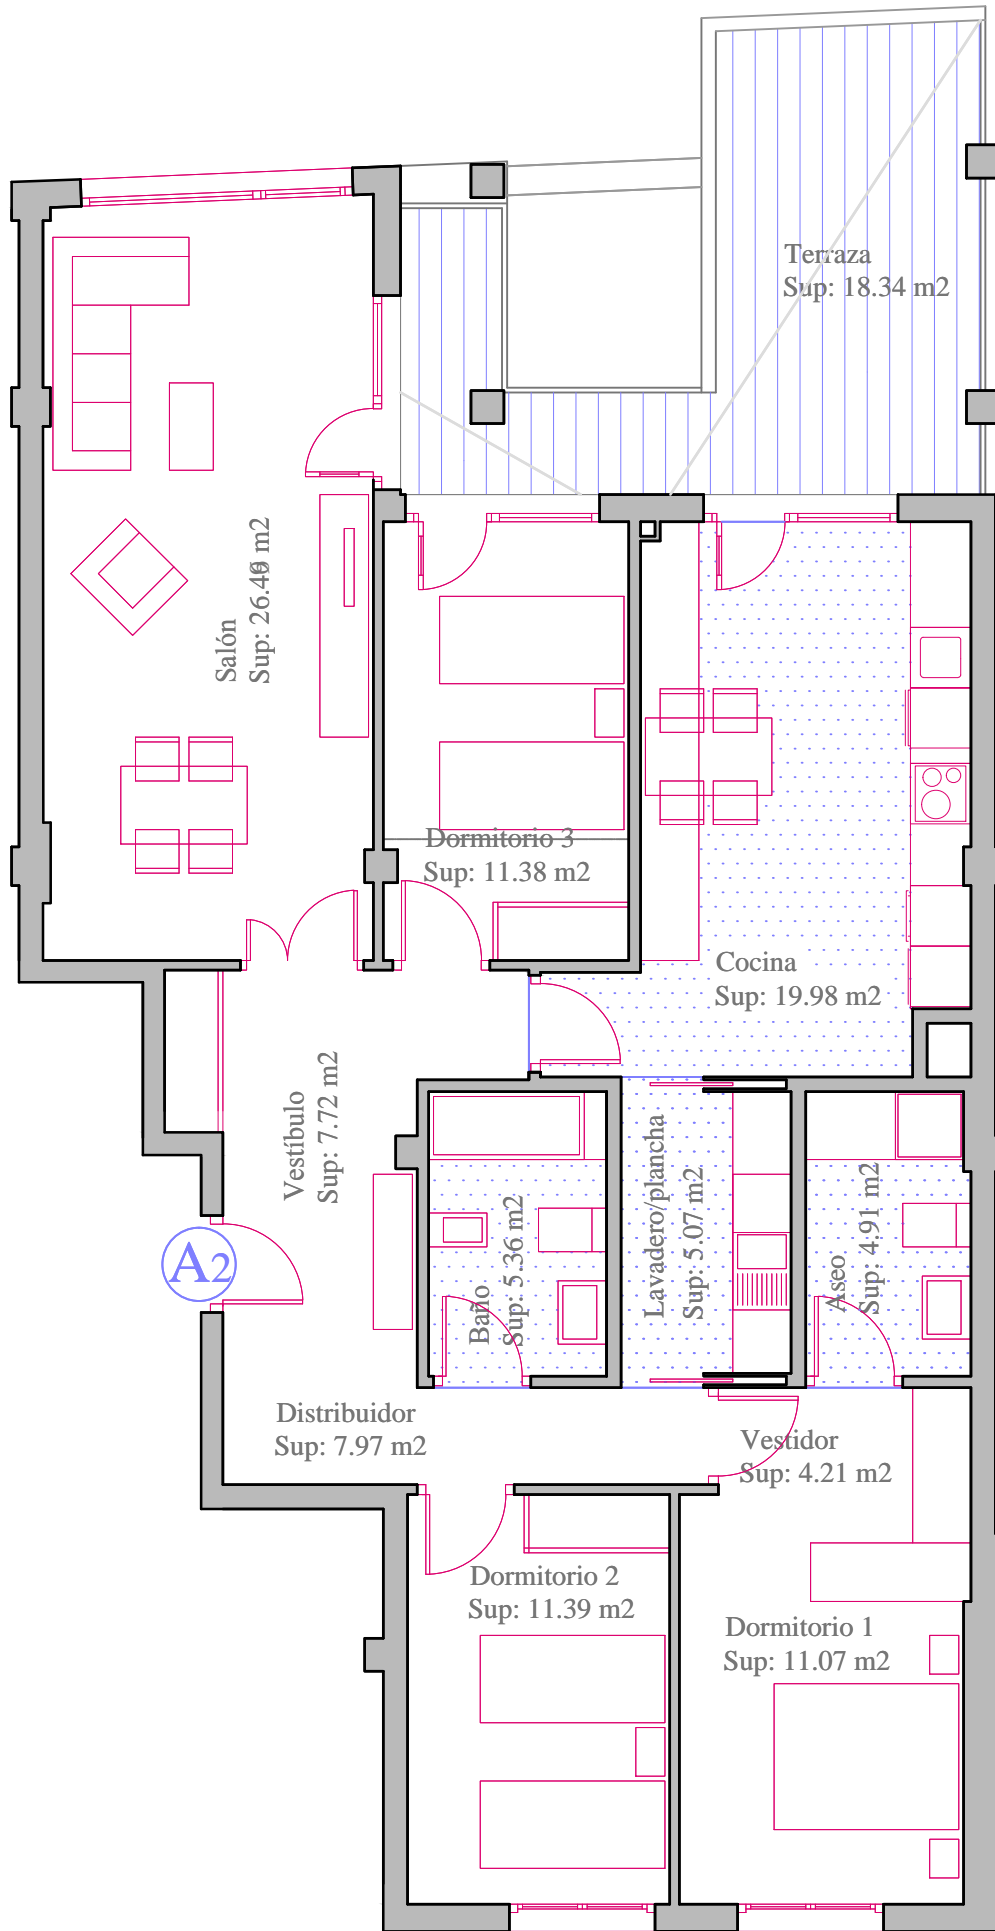 Terraza
Sup: 18.34 m2
Salón
Sup: 26.40 m2
Dormitorio 3
Sup: 11.38 m2
Cocina
Sup: 19.98 m2
Vestíbulo
Sup: 7.72 m2
Baño
Sup: 5.36 m2
Lavadero/plancha
Sup: 5.07 m2
Aseo
Sup: 4.91 m2
A2
Distribuidor
Sup: 7.97 m2
Vestidor
Sup: 4.21 m2
Dormitorio 2
Sup: 11.39 m2
Dormitorio 1
Sup: 11.07 m2